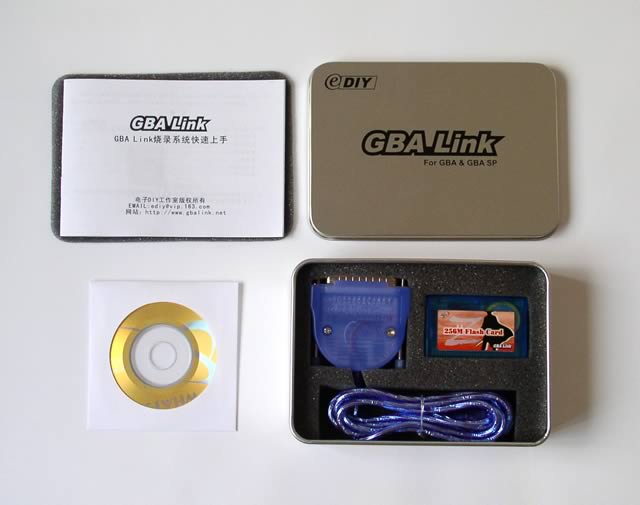 GBA Link
GBA Link烧录系统快速上手
电子DIY工作室版权所有
EMAIL:ediy@vip.163.com
网站: http://www.gbalink.net
eDIY
GBA Link
For GBA & GBA SP
256M Flash Card
GBA Link